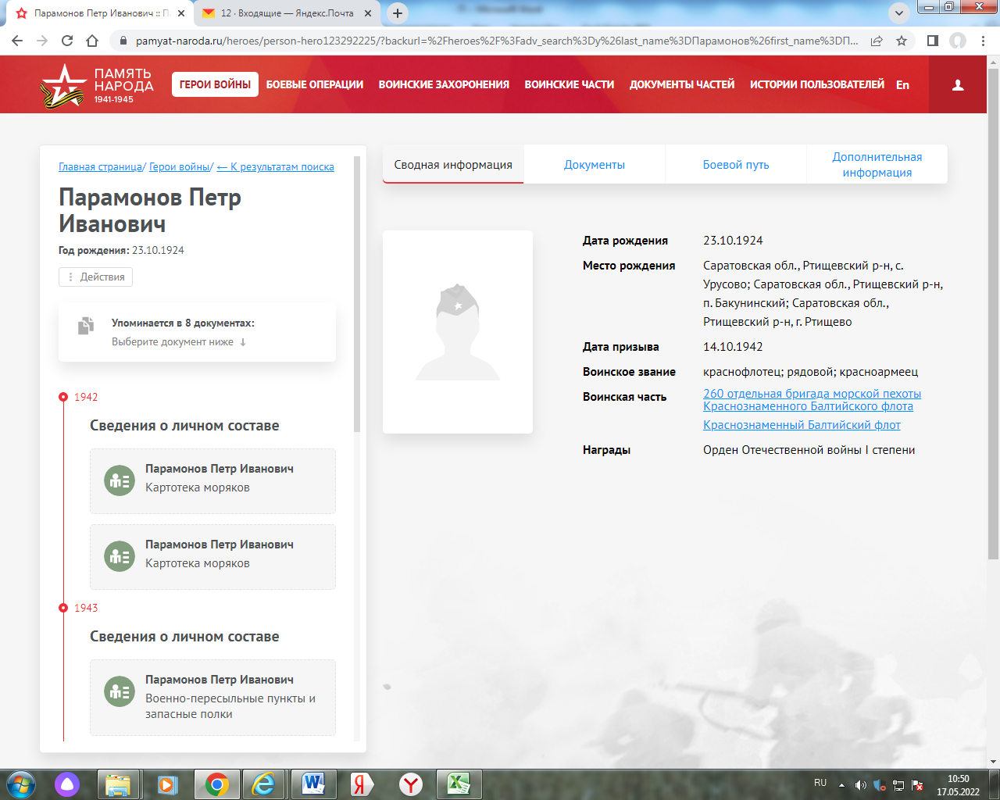 Парамонов Петр Иванович :: П
12 · Входящие — Яндекс.Почта
pamyat-naroda.ru/heroes/person-hero123292225/?backurl=%2Fheroes%2F%3Fadv_search%3Dy%26last_name%3DПарамонов%26first_name%3DП...
ПАМЯТЬ
НАРОДА
1941-1945
ГЕРОИ ВОЙНЫ БОЕВЫЕ ОПЕРАЦИИ ВОИНСКИЕ ЗАХОРОНЕНИЯ ВОИНСКИЕ ЧАСТИ ДОКУМЕНТЫ ЧАСТЕЙ ИСТОРИИ ПОЛЬЗОВАТЕЛЕЙ En
Главная страница/ Герои войны/ ← К результатам поиска
Парамонов Петр
Иванович
Год рождения: 23.10.1924
Действия
Упоминается в 8 документах:
Выберите документ ниже ↓
1942
Сведения о личном составе
Парамонов Петр Иванович
Картотека моряков
Парамонов Петр Иванович
Картотека моряков
1943
Сведения о личном составе
Парамонов Петр Иванович
Военно-пересыльные пункты и
запасные полки
Сводная информация
Документы
Боевой путь
Дополнительная
информация
Дата рождения 23.10.1924
Место рождения Саратовская обл., Ртищевский р-н, с.
Урусово; Саратовская обл., Ртищевский р-н,
п. Бакунинский; Саратовская обл.,
Ртищевский р-н, г. Ртищево
Дата призыва 14.10.1942
Воинское звание краснофлотец; рядовой; красноармеец
Воинская часть 260 отдельная бригада морской пехоты
Краснознаменного Балтийского флота
Краснознаменный Балтийский флот
Награды Орден Отечественной войны I степени
RU
10:50
17.05.2022